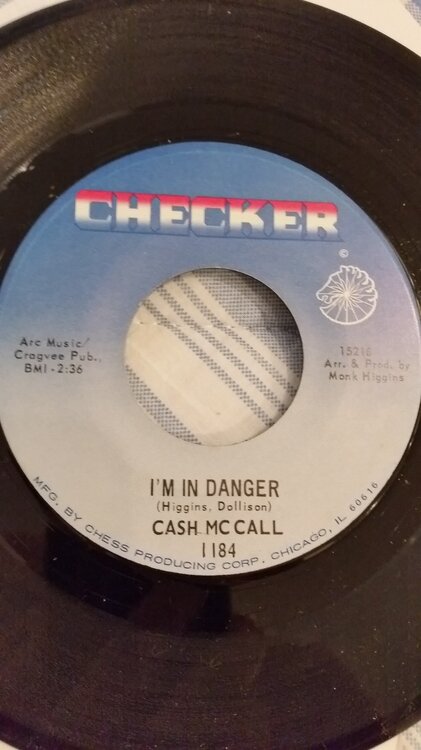 CHECKER
©
Arc Music/
Cragvee Pub.,
BMI - 2:36
15216
Arr. & Prod. by
Monk Higgins
I'M IN DANGER
(Higgins, Dollison)
CASH MC CALL
1184
MFG. BY CHESS PRODUCING CORP. CHICAGO, IL 60616